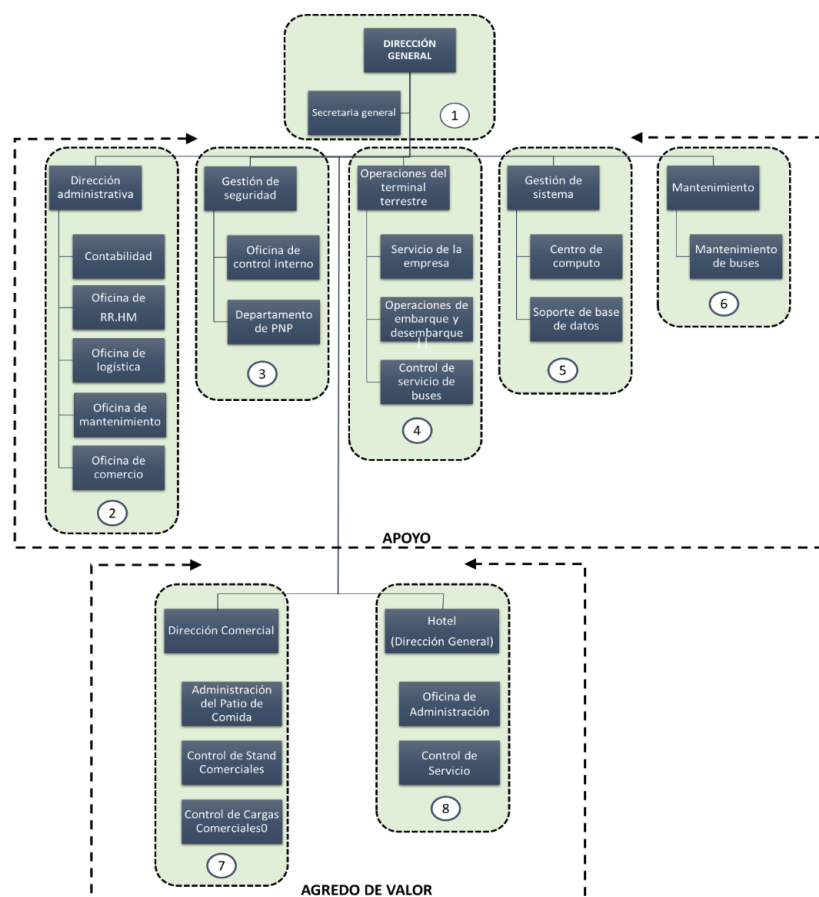 DIRECCIÓN
GENERAL
Secretaria general
1
Dirección
administrativa
Contabilidad
Oficina de
RR.HM
Oficina de
logística
Oficina de
mantenimiento
Oficina de
comercio
2
Gestión de
seguridad
Oficina de
control interno
Departamento
de PNP
3
Operaciones del
terminal
terrestre
Servicio de la
empresa
Operaciones de
embarque y
desembarque
Control de
servicio de
buses
4
Gestión de
sistema
Centro de
computo
Soporte de base
de datos
5
Mantenimiento
Mantenimiento
de buses
6
APOYO
Dirección Comercial
Administración
del Patio de
Comida
Control de Stand
Comerciales
Control de Cargas
Comerciales0
7
Hotel
(Dirección General)
Oficina de
Administración
Control de
Servicio
8
AGREDO DE VALOR